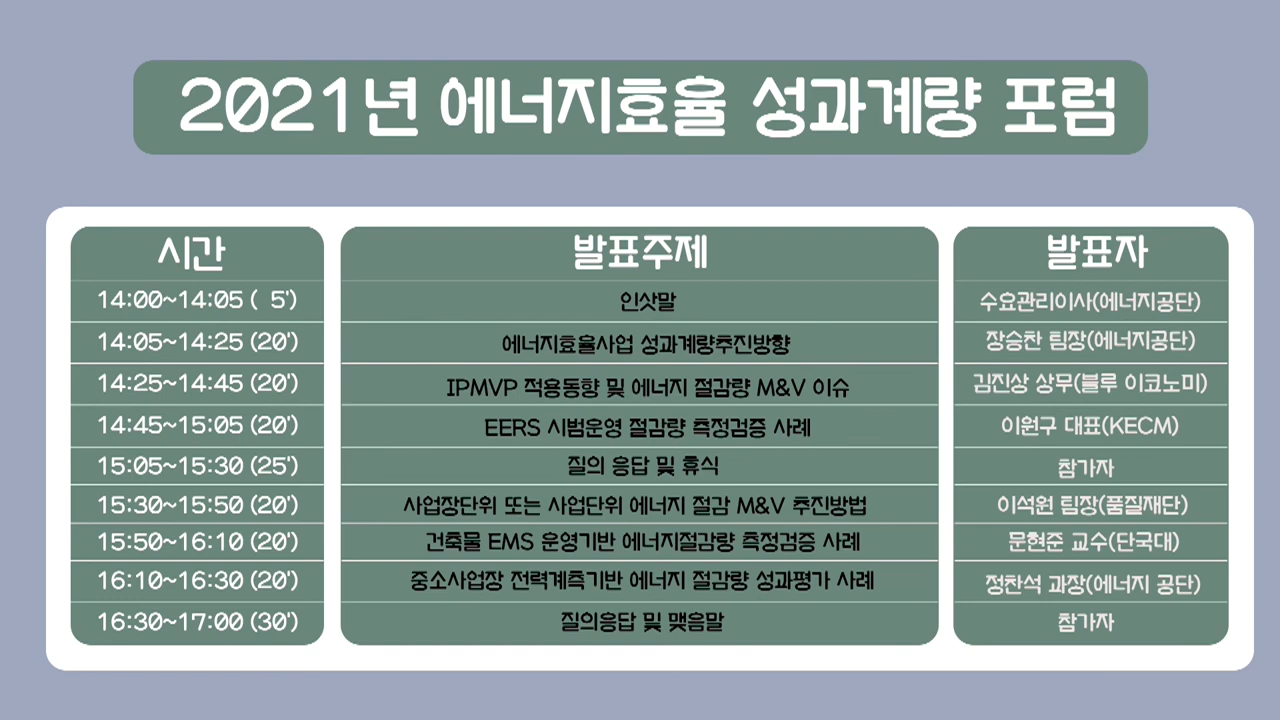 2021년 에너지효율 성과계량 포럼
시간 발표주제 발표자
14:00~14:05 ( 5') 인삿말 수요관리이사(에너지공단)
14:05~14:25 (20') 에너지효율사업 성과계량추진방향 장승찬 팀장(에너지공단)
14:25~14:45 (20') IPMVP 적용동향 및 에너지 절감량 M&V 이슈 김진상 상무(블루 이코노미)
14:45~15:05 (20') EERS 시범운영 절감량 측정검증 사례 이원구 대표(KECM)
15:05~15:30 (25') 질의 응답 및 휴식 참가자
15:30~15:50 (20') 사업장단위 또는 사업단위 에너지 절감 M&V 추진방법 이석원 팀장(품질재단)
15:50~16:10 (20') 건축물 EMS 운영기반 에너지절감량 측정검증 사례 문현준 교수(단국대)
16:10~16:30 (20') 중소사업장 전력계측기반 에너지 절감량 성과평가 사례 정찬석 과장(에너지 공단)
16:30~17:00 (30') 질의응답 및 맺음말 참가자